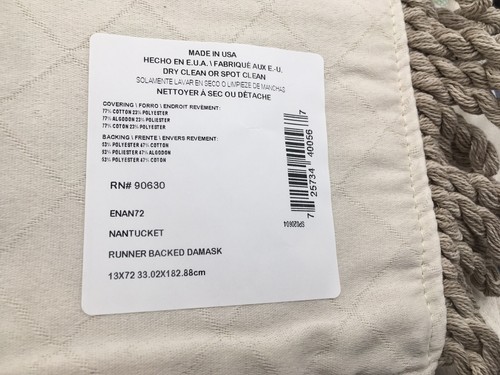 MADE IN USA
HECHO EN E.U.A. \ FABRIQUÉ AUX E.-U.
DRY CLEAN OR SPOT CLEAN
SOLAMENTE LAVAR EN SECO O LIMPIEZA DE MANCHAS
NETTOYER À SEC OU DÉTACHE
COVERING \ FORRO \ ENDROIT REVEMENT:
77% COTTON 23% POLYESTER
77% ALGODON 23% POLIESTER
77% COTON 23% POLYESTER
BACKING \ FRENTE \ ENVERS REVEMENT:
53% POLYESTER 47% COTTON
53% POLIESTER 47% ALGODON
53% POLYESTER 47% COTON
RN# 90630
ENAN72
NANTUCKET
RUNNER BACKED DAMASK
13X72 33.02X182.88cm
7 25734 40056 7
SP020604